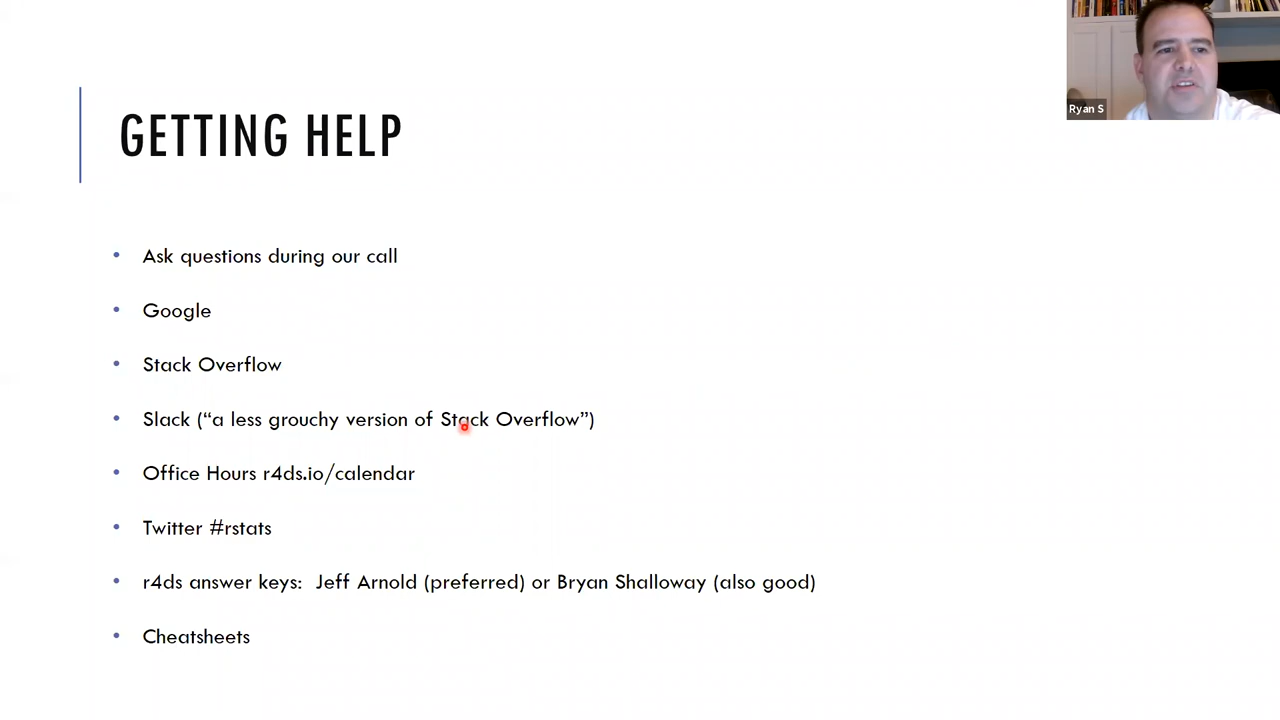 Ryan S
GETTING HELP
• Ask questions during our call
• Google
• Stack Overflow
• Slack (“a less grouchy version of Stack Overflow”)
• Office Hours r4ds.io/calendar
• Twitter #rstats
• r4ds answer keys:  Jeff Arnold (preferred) or Bryan Shalloway (also good)
• Cheatsheets